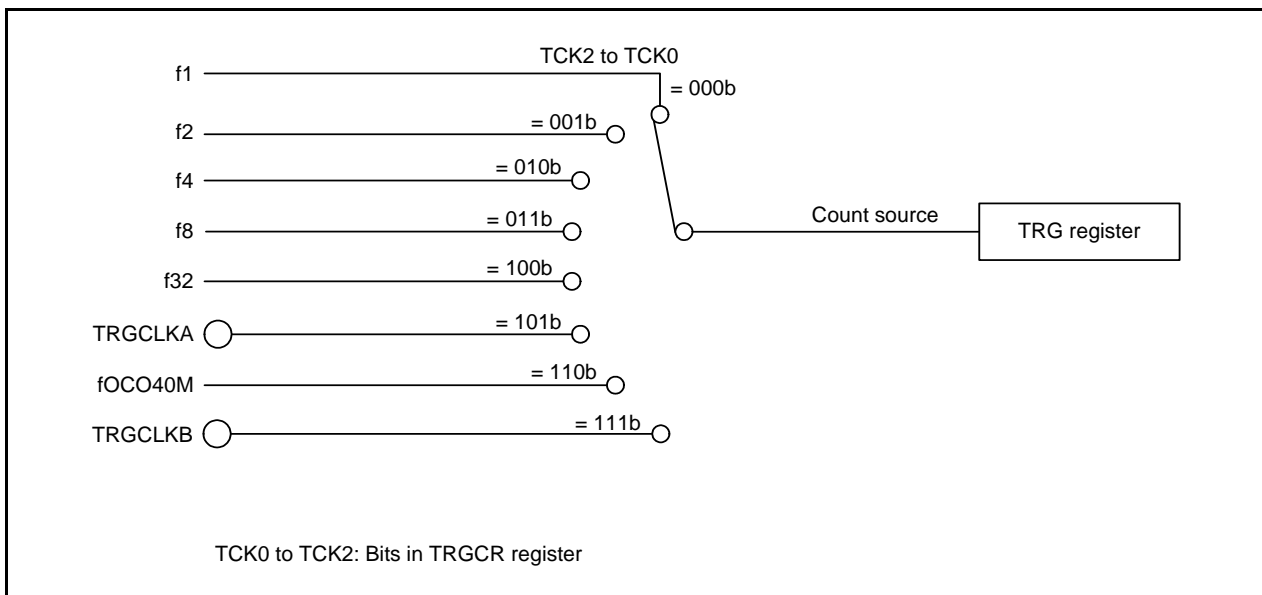 TCK2 to TCK0
f1
= 000b
f2
= 001b
f4
= 010b
f8
= 011b
Count source
TRG register
f32
= 100b
TRGCLKA
= 101b
fOCO40M
= 110b
TRGCLKB
= 111b
TCK0 to TCK2: Bits in TRGCR register